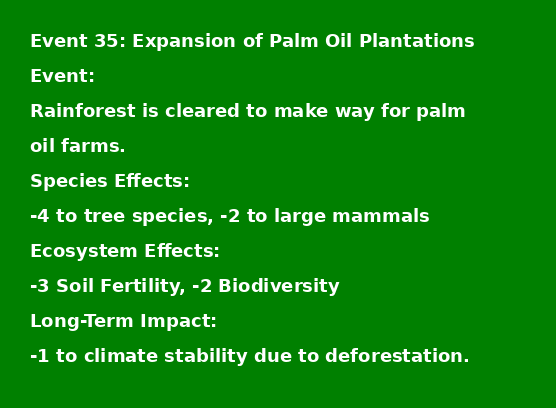 Event 35: Expansion of Palm Oil Plantations
Event:
Rainforest is cleared to make way for palm
oil farms.
Species Effects:
-4 to tree species, -2 to large mammals
Ecosystem Effects:
-3 Soil Fertility, -2 Biodiversity
Long-Term Impact:
-1 to climate stability due to deforestation.